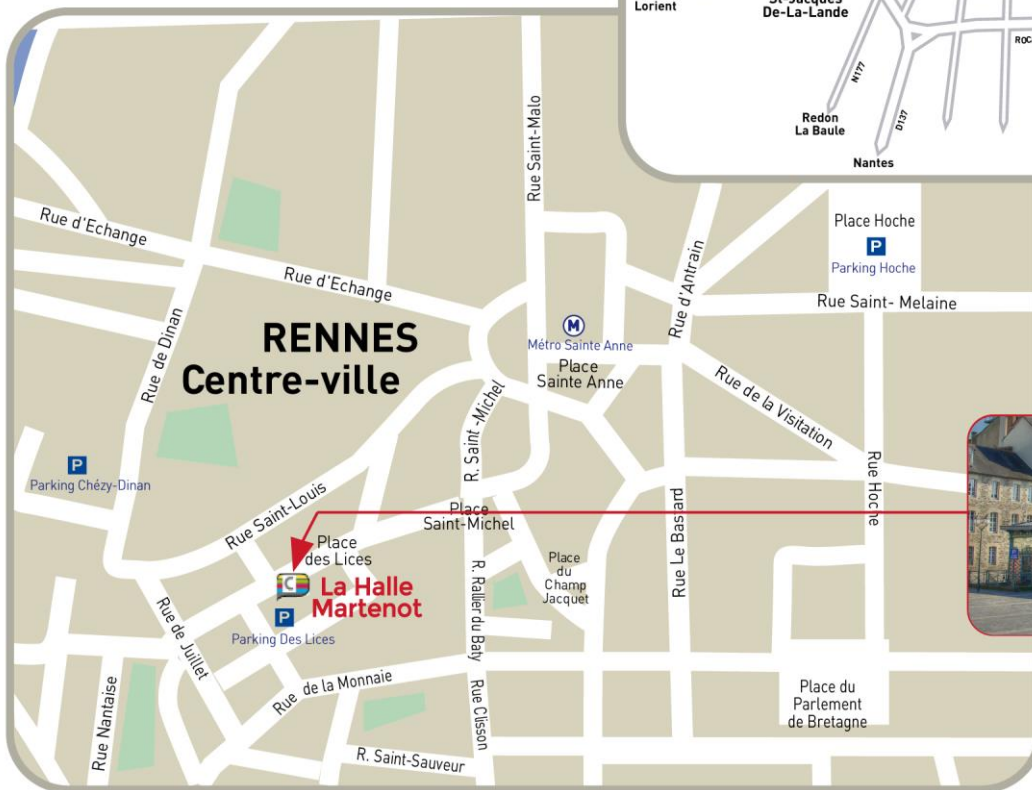 Lorient
De-La-Lande
N177
D137
Redon
La Baule
Nantes
Rue Saint-Malo
Rue d'Echange
Rue d'Echange
Rue de Dinan
RENNES
Centre-ville
M
Métro Sainte Anne
Place
Sainte Anne
Rue d'Antrain
Place Hoche
P
Parking Hoche
Rue Saint- Melaine
Rue de la Visitation
R. Saint -Michel
P
Parking Chézy-Dinan
Rue Saint-Louis
Place
Saint-Michel
Rue Hoche
Rue Le Bastard
Place
des Lices
C
La Halle
Martenot
P
Parking Des Lices
Place
du
Champ
Jacquet
R. Rallier du Baty
Rue de Juillet
Rue de la Monnaie
Rue Nantaise
Rue Clisson
R. Saint-Sauveur
Place du
Parlement
de Bretagne